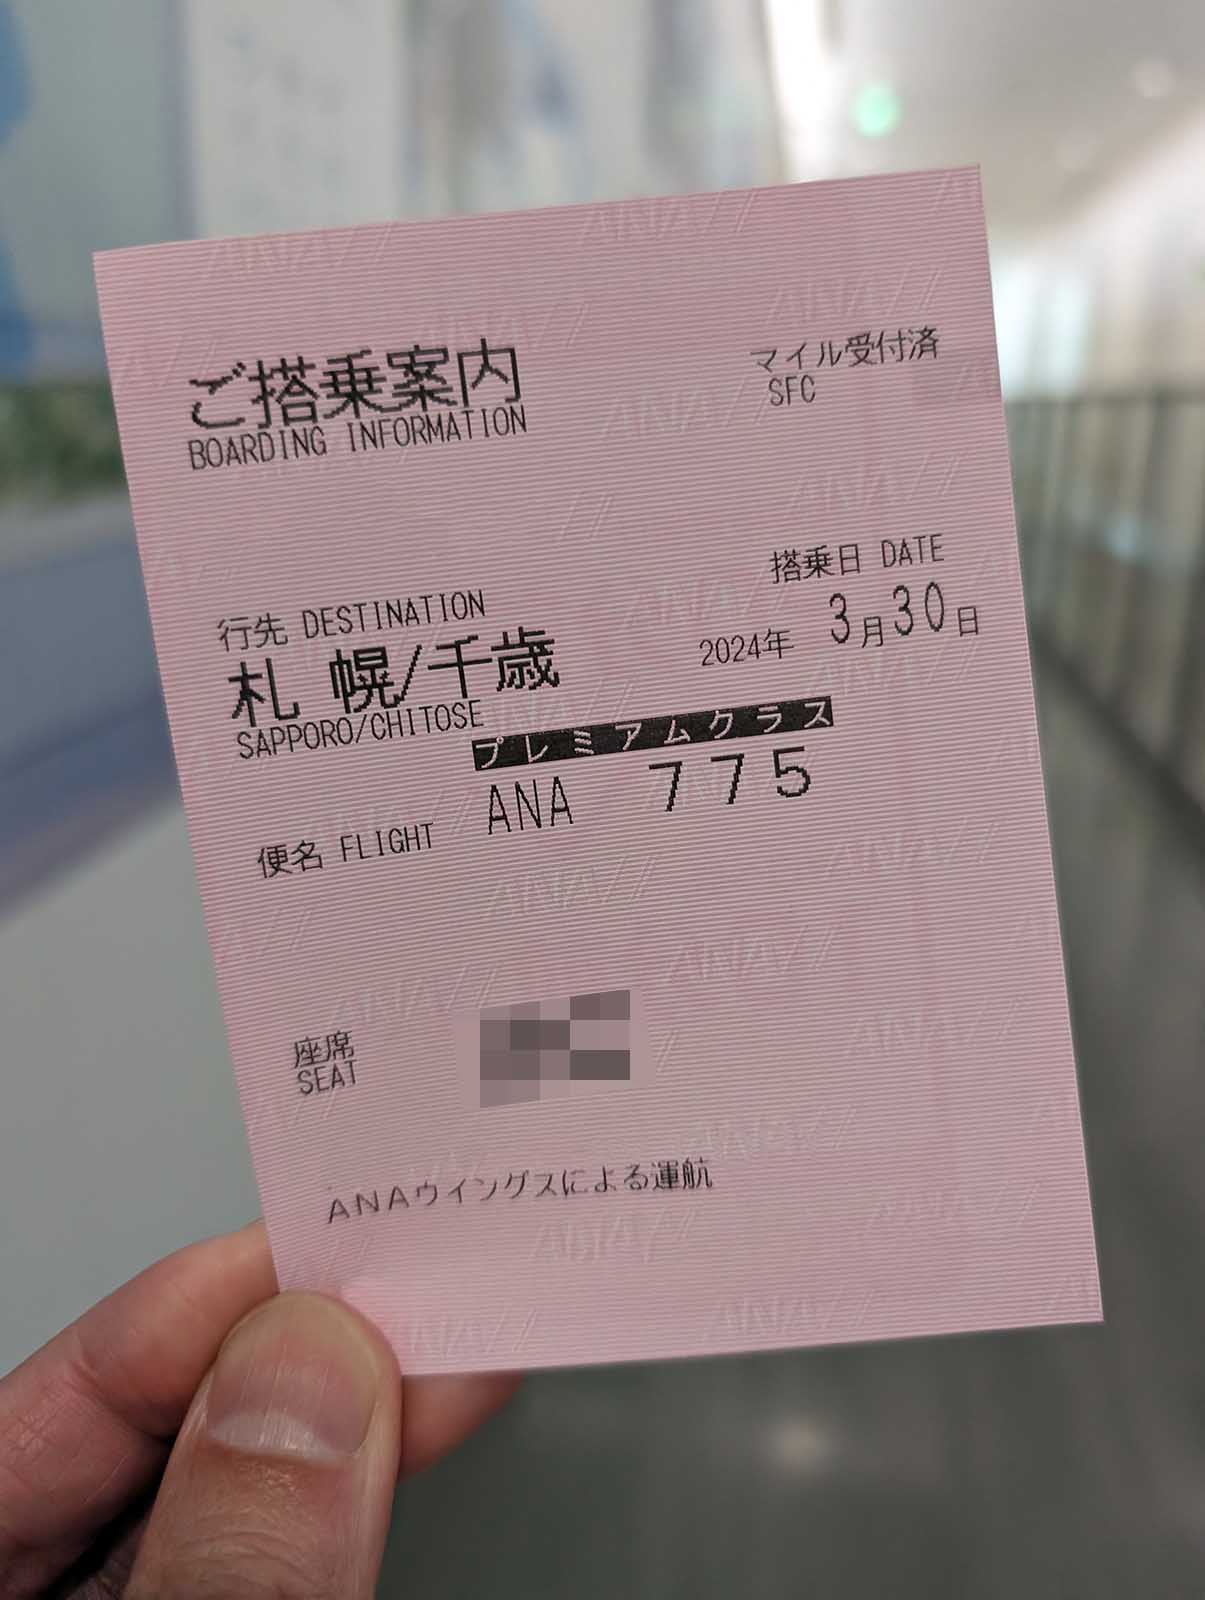 ご搭乗案内
BOARDING INFORMATION
マイル受付済
SFC
搭乗日 DATE
2024年 3月30日
行先 DESTINATION
札 幌/千歳
SAPPORO/CHITOSE
プレミアムクラス
便名 FLIGHT ANA 775
座席
SEAT
ANAウイングスによる運航